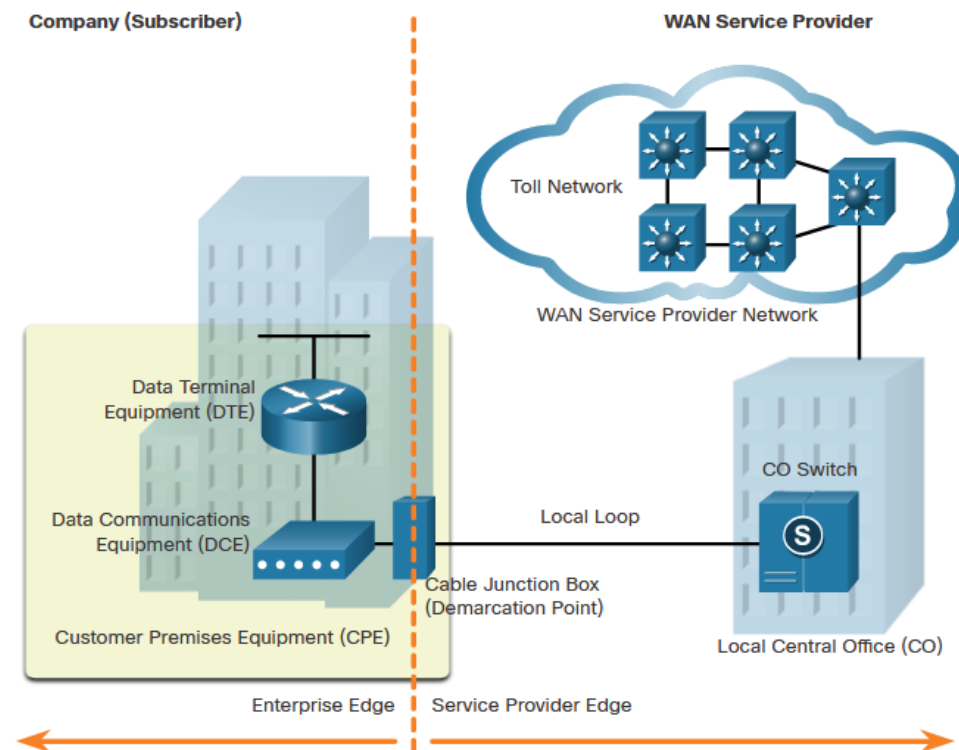 Company (Subscriber)
WAN Service Provider
Toll Network
WAN Service Provider Network
Data Terminal
Equipment (DTE)
CO Switch
S
Data Communications
Equipment (DCE)
Local Loop
Cable Junction Box
(Demarcation Point)
Customer Premises Equipment (CPE)
Local Central Office (CO)
Enterprise Edge
Service Provider Edge